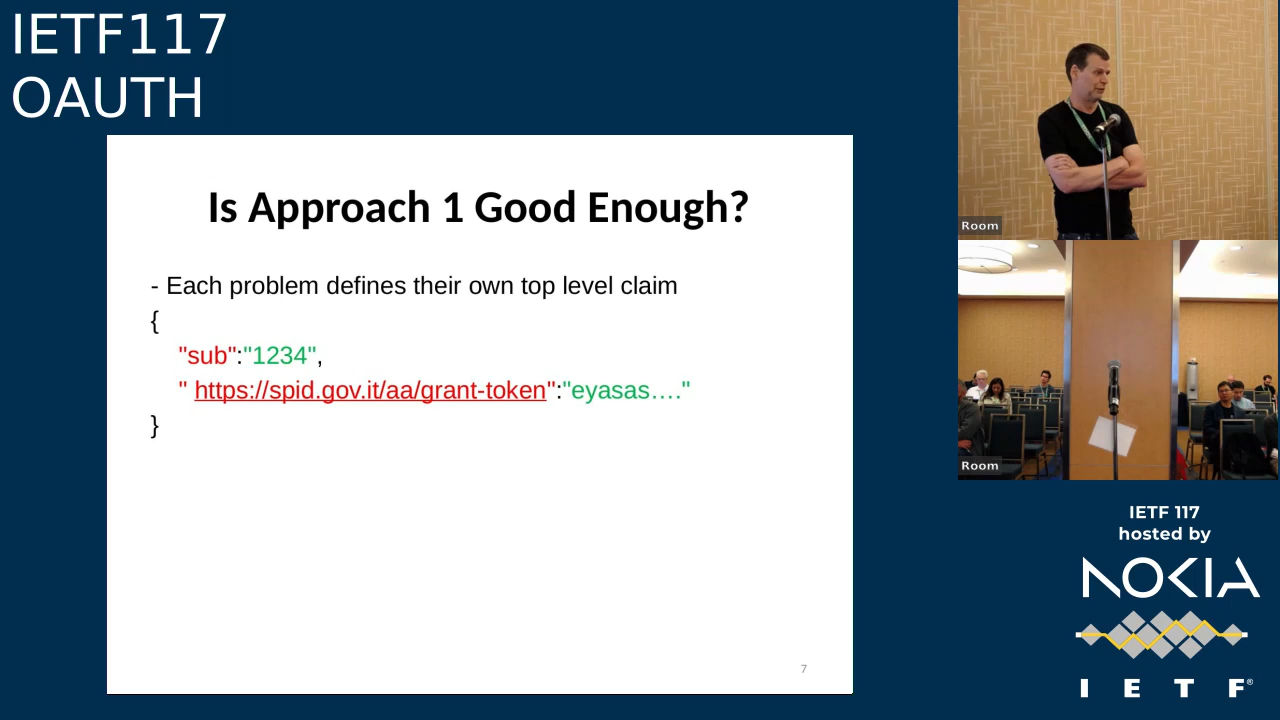 IETF117
OAUTH
Is Approach 1 Good Enough?
- Each problem defines their own top level claim
{
"sub":"1234",
" https://spid.gov.it/aa/grant-token":"eyasas…."
}
7
Room
Room
IETF 117
hosted by
NOKIA
I E T F®